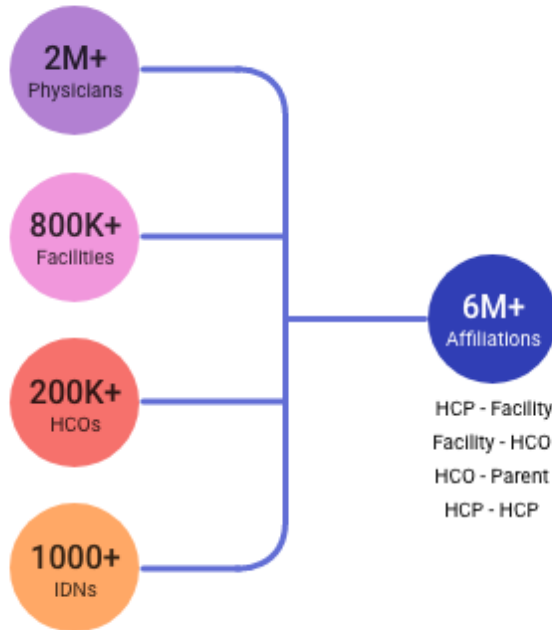 2M+
Physicians
800K+
Facilities
200K+
HCOs
1000+
IDNs
6M+
Affiliations
HCP - Facility
Facility - HCO
HCO - Parent
HCP - HCP